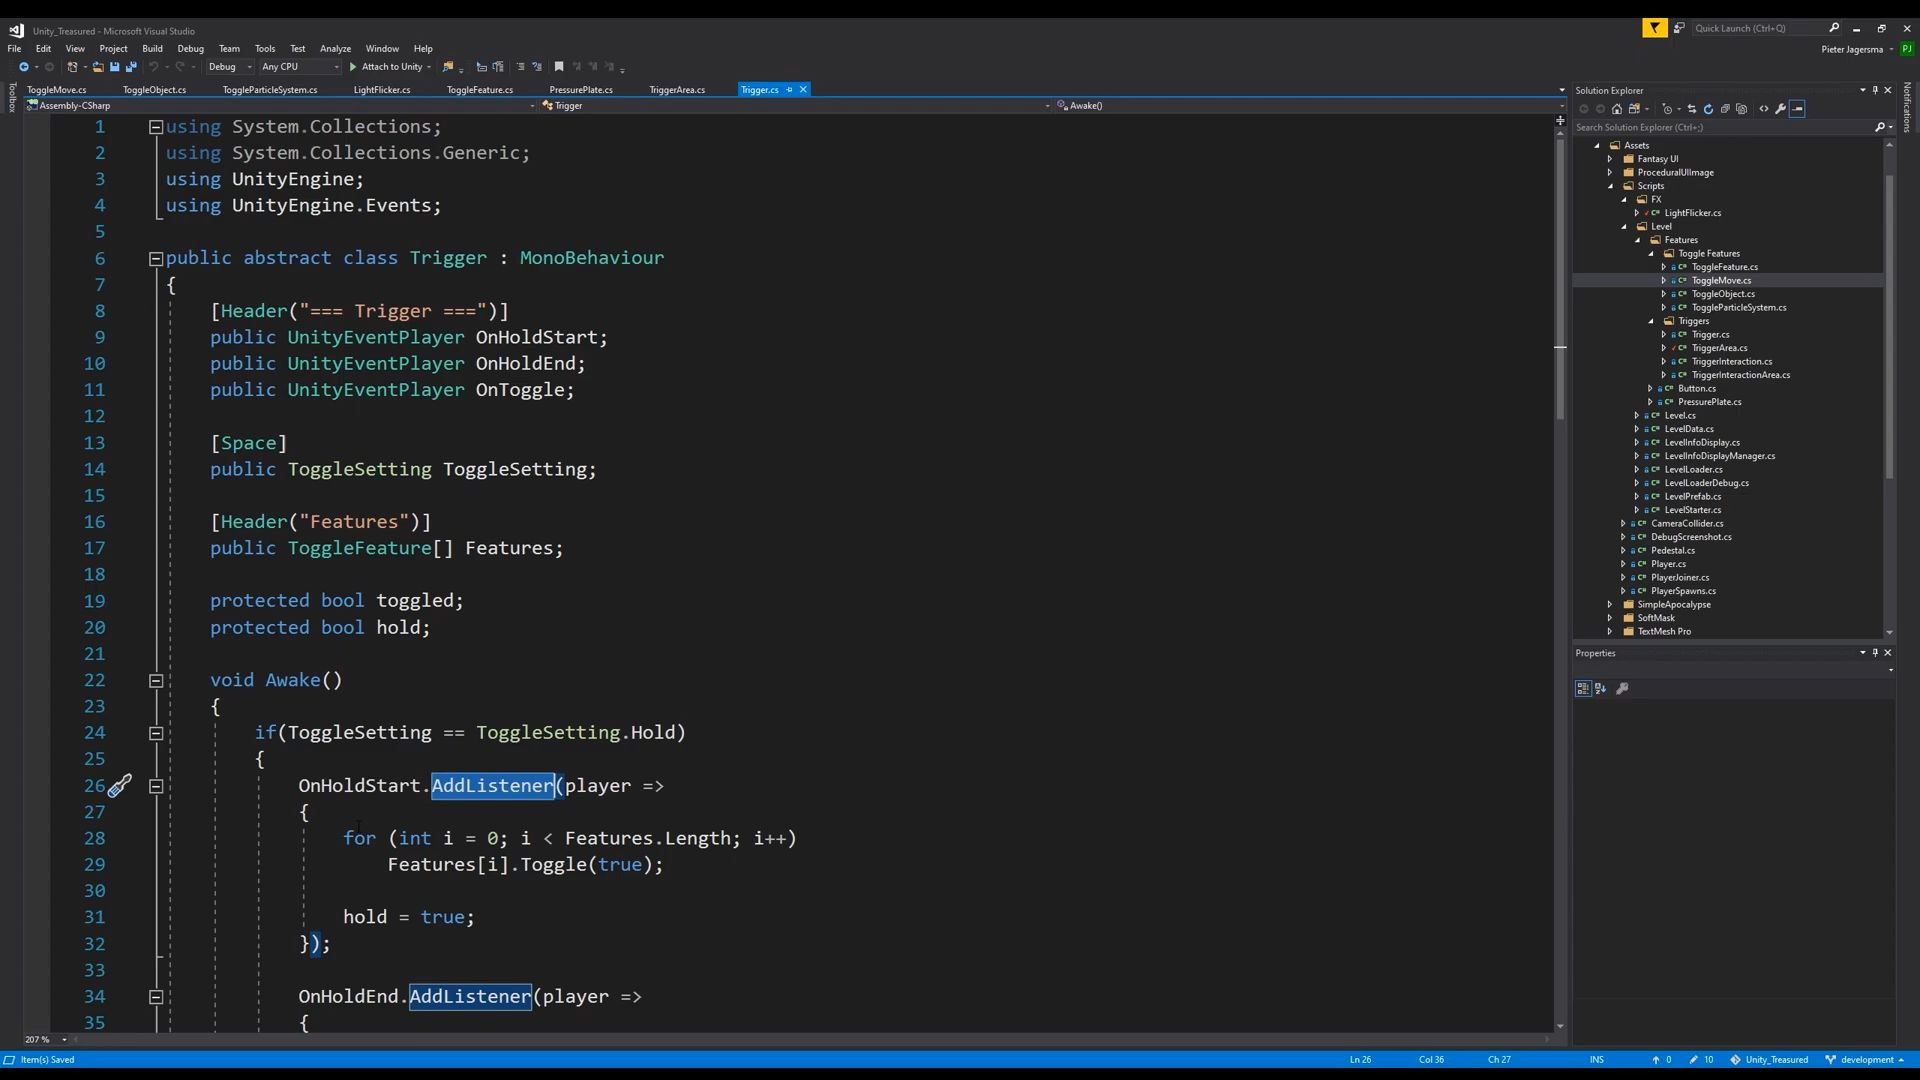 Unity_Treasured - Microsoft Visual Studio
Quick Launch (Ctrl+Q)
File Edit View Project Build Debug Team Tools Test Analyze Window Help
Pieter Jagersma
PJ
Debug Any CPU Attach to Unity
ToggleMove.cs ToggleObject.cs ToggleParticleSystem.cs LightFlicker.cs ToggleFeature.cs PressurePlate.cs TriggerArea.cs Trigger.cs
Assembly-CSharp Trigger Awake()
Toolbox
1 using System.Collections;
2 using System.Collections.Generic;
3 using UnityEngine;
4 using UnityEngine.Events;
5
6 public abstract class Trigger : MonoBehaviour
7 {
8 [Header("=== Trigger ===")]
9 public UnityEventPlayer OnHoldStart;
10 public UnityEventPlayer OnHoldEnd;
11 public UnityEventPlayer OnToggle;
12
13 [Space]
14 public ToggleSetting ToggleSetting;
15
16 [Header("Features")]
17 public ToggleFeature[] Features;
18
19 protected bool toggled;
20 protected bool hold;
21
22 void Awake()
23 {
24 if(ToggleSetting == ToggleSetting.Hold)
25 {
26 OnHoldStart.AddListener(player =>
27 {
28 for (int i = 0; i < Features.Length; i++)
29 Features[i].Toggle(true);
30
31 hold = true;
32 });
33
34 OnHoldEnd.AddListener(player =>
35 {
207 %
Solution Explorer
Search Solution Explorer (Ctrl+;)
Assets
Fantasy UI
ProceduralUIImage
Scripts
FX
LightFlicker.cs
Level
Features
Toggle Features
ToggleFeature.cs
ToggleMove.cs
ToggleObject.cs
ToggleParticleSystem.cs
Triggers
Trigger.cs
TriggerArea.cs
TriggerInteraction.cs
TriggerInteractionArea.cs
Button.cs
PressurePlate.cs
Level.cs
LevelData.cs
LevelInfoDisplay.cs
LevelInfoDisplayManager.cs
LevelLoader.cs
LevelLoaderDebug.cs
LevelPrefab.cs
LevelStarter.cs
CameraCollider.cs
DebugScreenshot.cs
Pedestal.cs
Player.cs
PlayerJoiner.cs
PlayerSpawns.cs
SimpleApocalypse
SoftMask
TextMesh Pro
Properties
Notifications
Item(s) Saved Ln 26 Col 36 Ch 27 INS 0 10 Unity_Treasured development